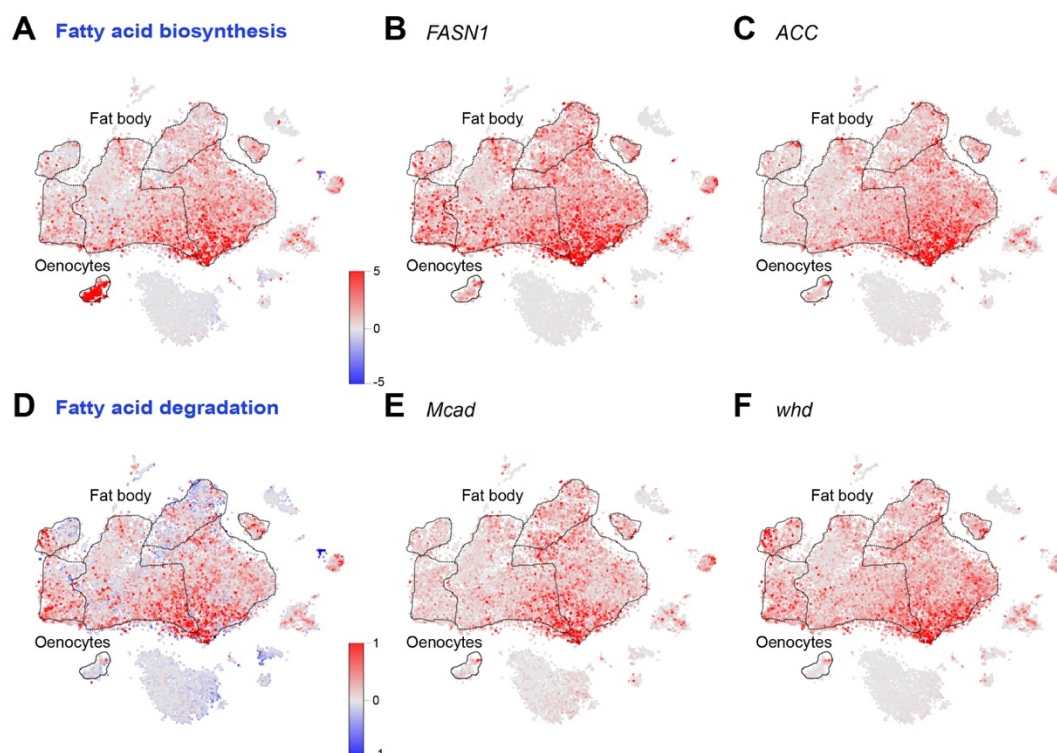 A Fatty acid biosynthesis
B FASN1
C ACC
Fat body
Fat body
Fat body
Oenocytes
Oenocytes
Oenocytes
5
0
-5
D Fatty acid degradation
E Mcad
F whd
Fat body
Fat body
Fat body
Oenocytes
Oenocytes
Oenocytes
1
0
-1